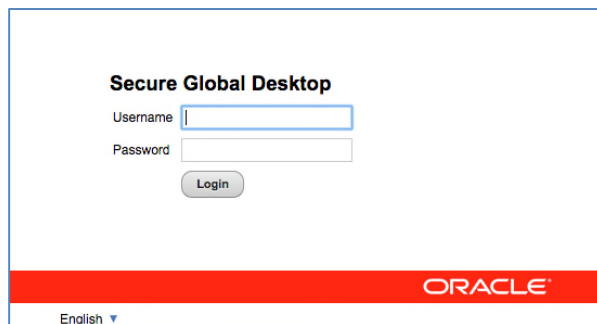 Secure Global Desktop
Username
Password
Login
ORACLE
English